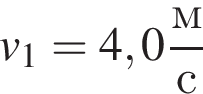 v₁ = 4,0 м/с